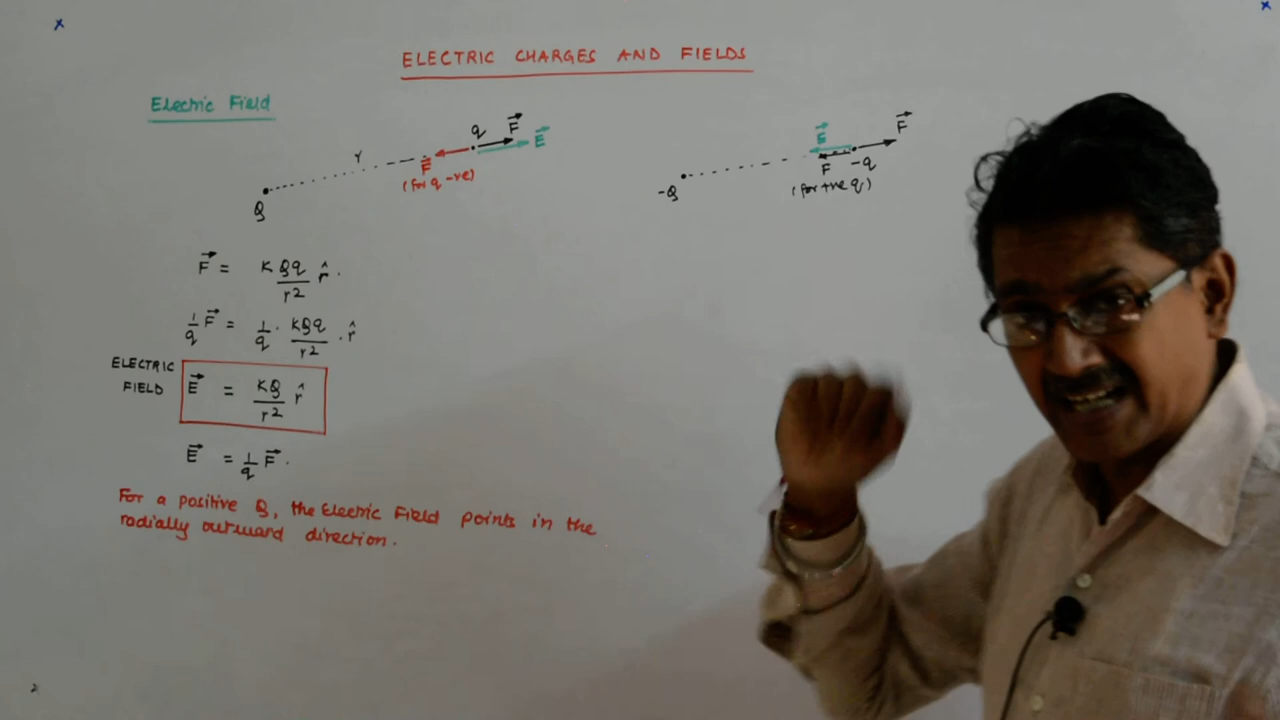 ELECTRIC CHARGES AND FIELDS
Electric Field
r
Q
q
F⃗
E⃗
F⃗
(for q -ve)
-Q
E⃗
F⃗
F
-q
(for +ve q)
F⃗ = KQq/r² r̂.
1/q F⃗ = 1/q . KQq/r² . r̂
ELECTRIC FIELD
E⃗ = KQ/r² r̂
E⃗ = 1/q F⃗.
For a positive Q, the Electric Field points in the
radially outward direction.